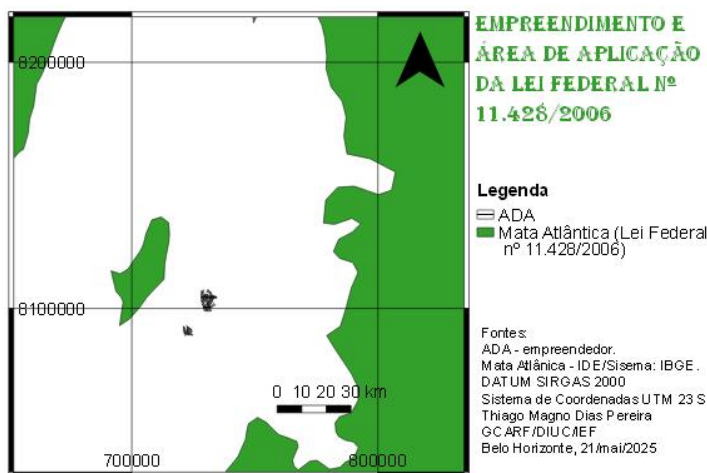 EMPREENDIMENTO E
ÁREA DE APLICAÇÃO
DA LEI FEDERAL Nº
11.428/2006
8200000
8100000
700000
800000
0 10 20 30 km
Legenda
ADA
Mata Atlântica (Lei Federal
nº 11.428/2006)
Fontes:
ADA - empreendedor.
Mata Atlânica - IDE/Sisema: IBGE.
DATUM SIRGAS 2000
Sistema de Coordenadas UTM 23 S
Thiago Magno Dias Pereira
GCARF/DIUC/IEF
Belo Horizonte, 21/mai/2025